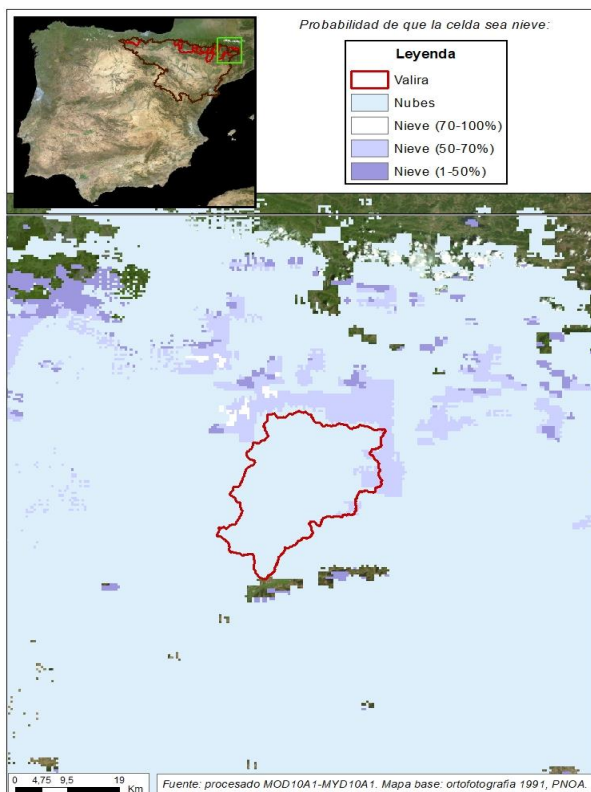 Probabilidad de que la celda sea nieve:
Leyenda
Valira
Nubes
Nieve (70-100%)
Nieve (50-70%)
Nieve (1-50%)
0 4,75 9,5 19
Km
Fuente: procesado MOD10A1-MYD10A1. Mapa base: ortofotografía 1991, PNOA.